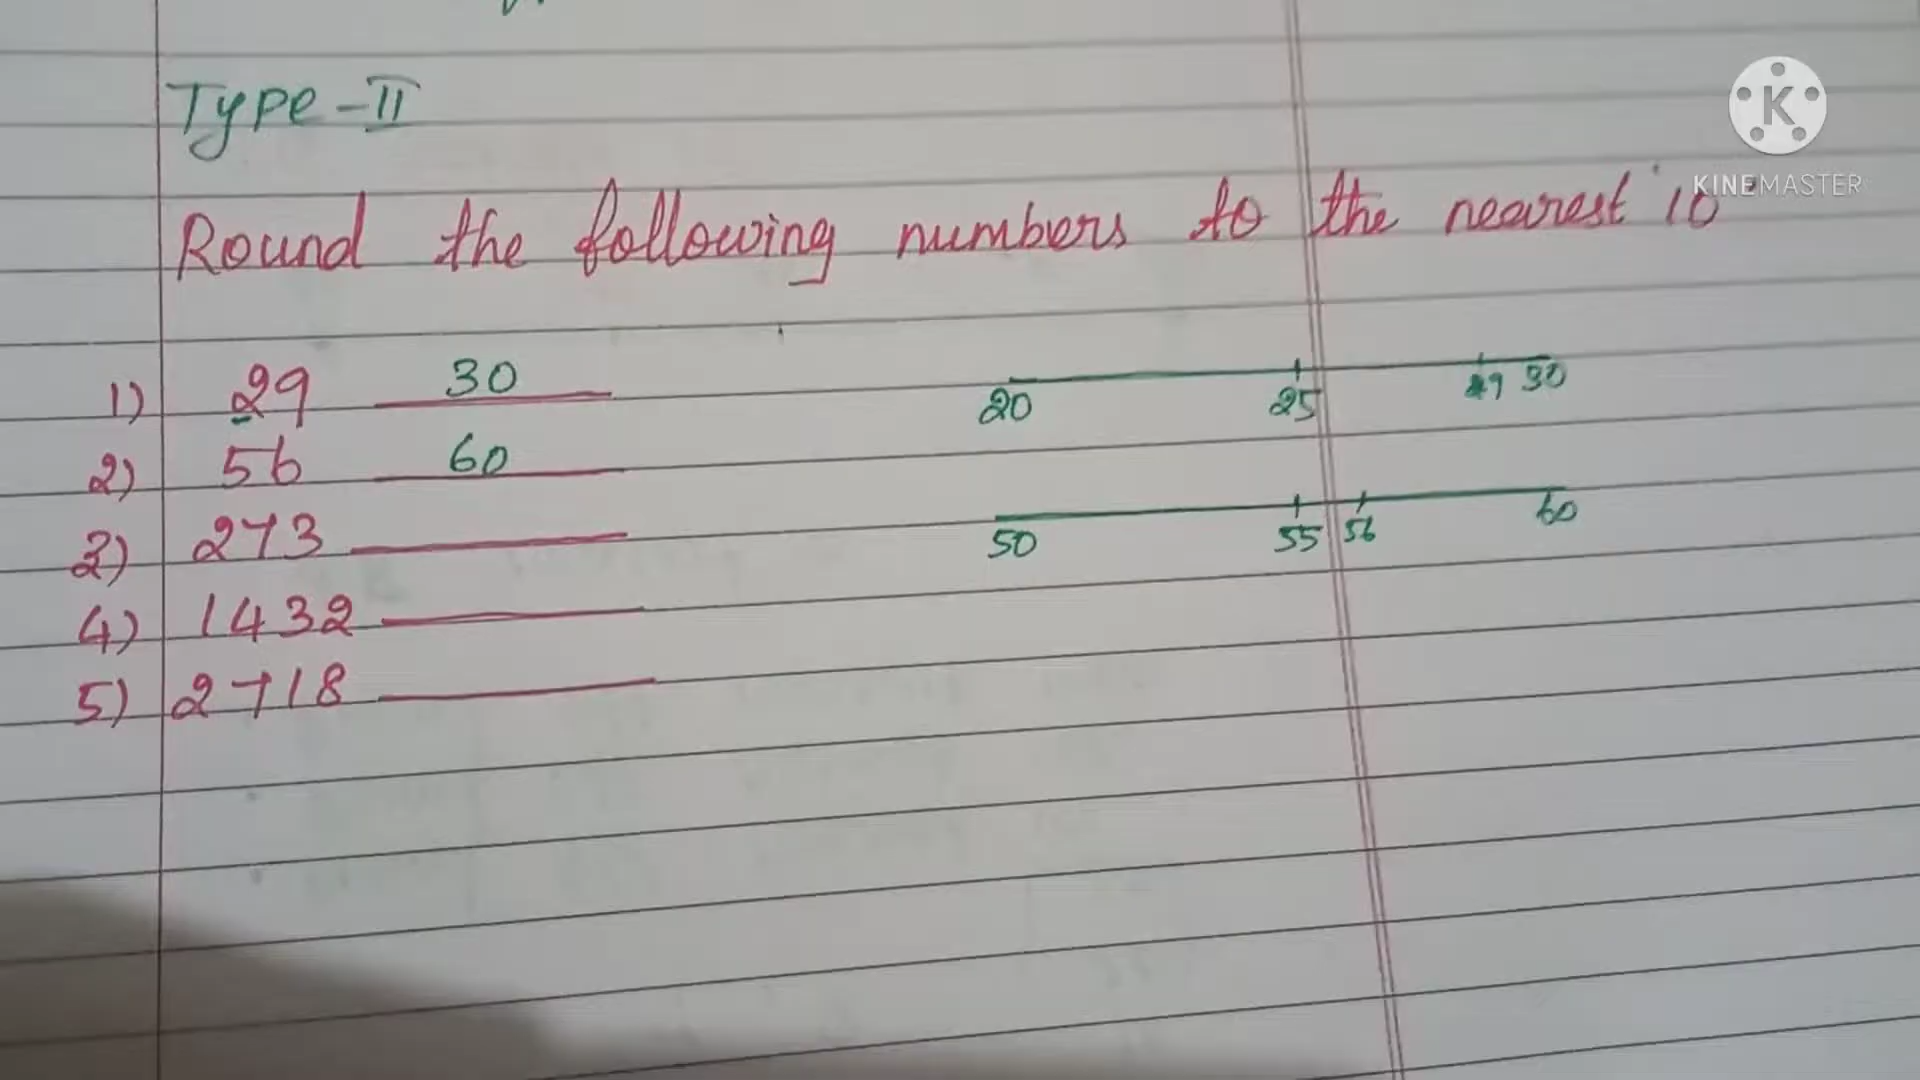 Type-II
Round the following numbers to the nearest '10'
1) 29 30
2) 56 60
3) 273
4) 1432
5) 2718
20 25 29 30
50 55 56 60
K
KINEMASTER